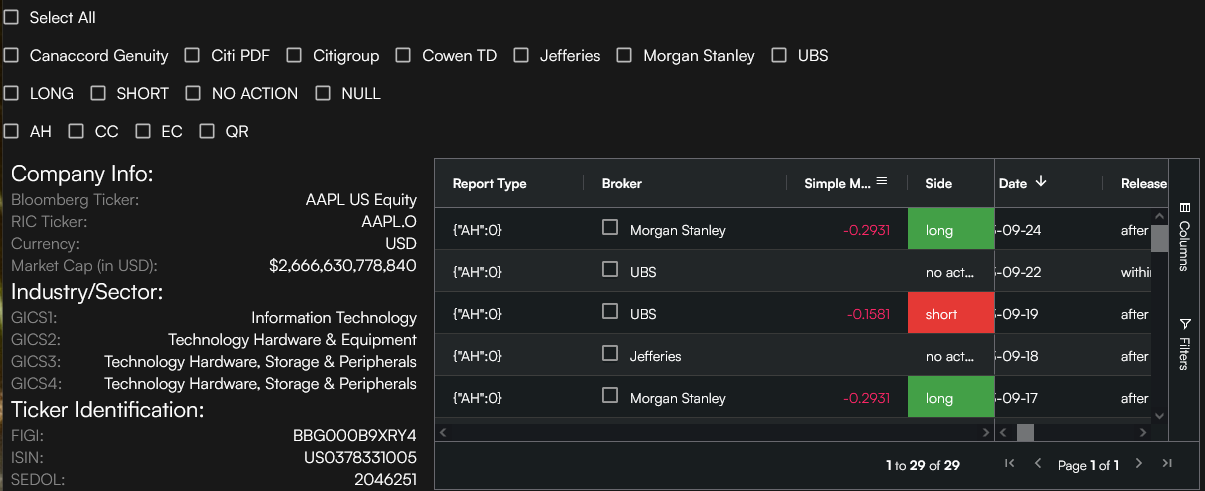 Select All
Canaccord Genuity Citi PDF Citigroup Cowen TD Jefferies Morgan Stanley UBS
LONG SHORT NO ACTION NULL
AH CC EC QR
Company Info:
Bloomberg Ticker: AAPL US Equity
RIC Ticker: AAPL.O
Currency: USD
Market Cap (in USD): $2,666,630,778,840
Industry/Sector:
GICS1: Information Technology
GICS2: Technology Hardware & Equipment
GICS3: Technology Hardware, Storage & Peripherals
GICS4: Technology Hardware, Storage & Peripherals
Ticker Identification:
FIGI: BBG000B9XRY4
ISIN: US0378331005
SEDOL: 2046251
Report Type Broker Simple M... Side Date Release
{"AH":0} Morgan Stanley -0.2931 long -09-24 after
{"AH":0} UBS no act... -09-22 withi
{"AH":0} UBS -0.1581 short -09-19 after
{"AH":0} Jefferies no act... -09-18 after
{"AH":0} Morgan Stanley -0.2931 long -09-17 after
Columns
Filters
1 to 29 of 29 Page 1 of 1